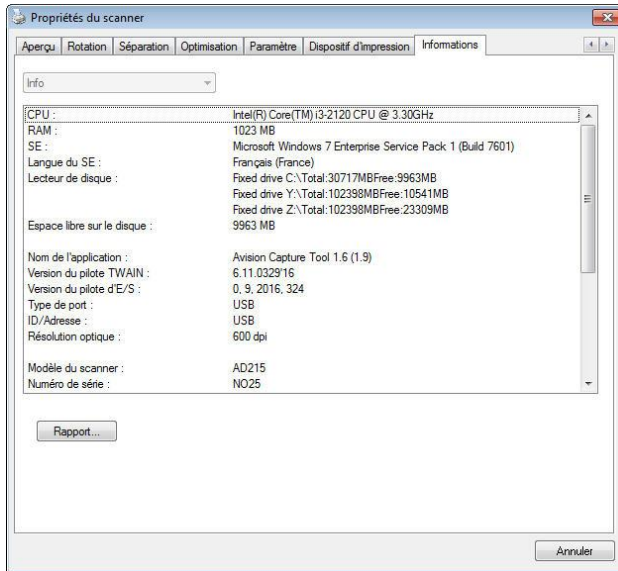 Propriétés du scanner
Aperçu Rotation Séparation Optimisation Paramètre Dispositif d'impression Informations
Info
CPU : Intel(R) Core(TM) i3-2120 CPU @ 3.30GHz
RAM : 1023 MB
SE : Microsoft Windows 7 Enterprise Service Pack 1 (Build 7601)
Langue du SE : Français (France)
Lecteur de disque : Fixed drive C:\Total:30717MBFree:9963MB
Fixed drive Y:\Total:102398MBFree:10541MB
Fixed drive Z:\Total:102398MBFree:23309MB
Espace libre sur le disque : 9963 MB
Nom de l'application : Avision Capture Tool 1.6 (1.9)
Version du pilote TWAIN : 6.11.0329'16
Version du pilote d'E/S : 0, 9, 2016, 324
Type de port : USB
ID/Adresse : USB
Résolution optique : 600 dpi
Modèle du scanner : AD215
Numéro de série : NO25
Rapport...
Annuler